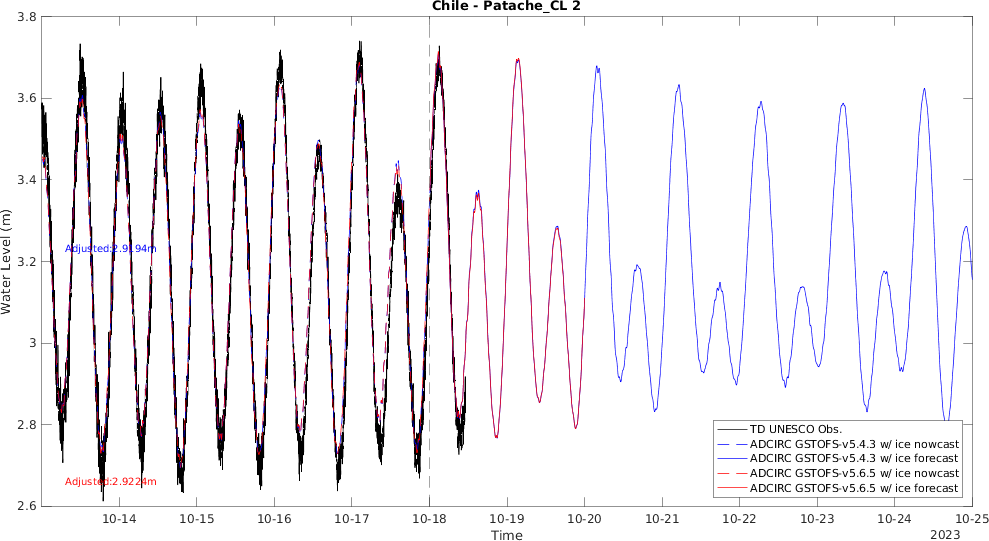 Chile - Patache_CL 2
3.8
3.6
3.4
3.2
3
2.8
2.6
Water Level (m)
Adjusted:2.9194m
Adjusted:2.9224m
TD UNESCO Obs.
ADCIRC GSTOFS-v5.4.3 w/ ice nowcast
ADCIRC GSTOFS-v5.4.3 w/ ice forecast
ADCIRC GSTOFS-v5.6.5 w/ ice nowcast
ADCIRC GSTOFS-v5.6.5 w/ ice forecast
10-14 10-15 10-16 10-17 10-18 10-19 10-20 10-21 10-22 10-23 10-24 10-25
Time
2023